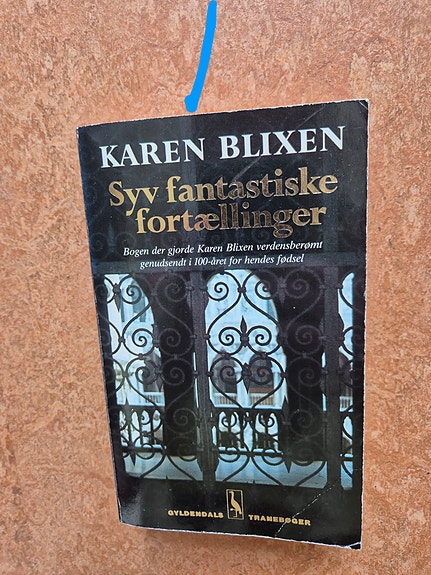 KAREN BLIXEN
Syv fantastiske
fortællinger
Bogen der gjorde Karen Blixen verdensberømt
genudsendt i 100-året for hendes fødsel
GYLDENDALS TRANEBØGER